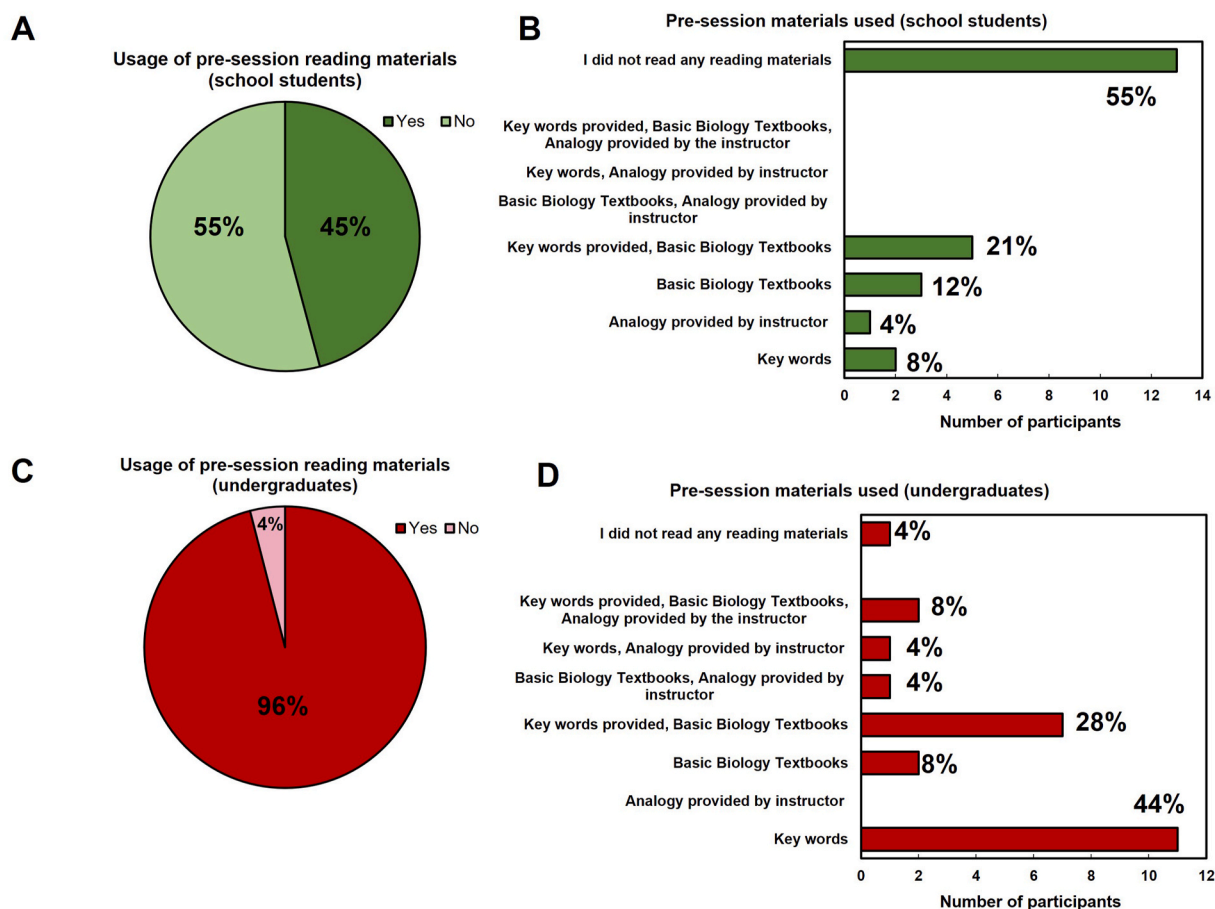 A
Usage of pre-session reading materials
(school students)
Yes No
55%
45%
B
Pre-session materials used (school students)
I did not read any reading materials
55%
Key words provided, Basic Biology Textbooks,
Analogy provided by the instructor
Key words, Analogy provided by instructor
Basic Biology Textbooks, Analogy provided by
instructor
Key words provided, Basic Biology Textbooks
21%
Basic Biology Textbooks
12%
Analogy provided by instructor
4%
Key words
8%
0 2 4 6 8 10 12 14
Number of participants
C
Usage of pre-session reading materials
(undergraduates)
Yes No
4%
96%
D
Pre-session materials used (undergraduates)
I did not read any reading materials
4%
Key words provided, Basic Biology Textbooks,
Analogy provided by the instructor
8%
Key words, Analogy provided by instructor
4%
Basic Biology Textbooks, Analogy provided by
instructor
4%
Key words provided, Basic Biology Textbooks
28%
Basic Biology Textbooks
8%
Analogy provided by instructor
44%
Key words
0 2 4 6 8 10 12
Number of participants